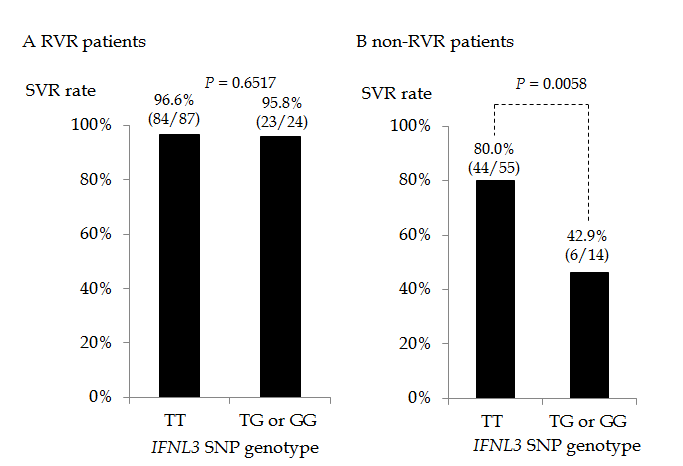 A RVR patients
SVR rate
P = 0.6517
96.6%
(84/87)
95.8%
(23/24)
100%
80%
60%
40%
20%
0%
TT
TG or GG
IFNL3 SNP genotype
B non-RVR patients
SVR rate
P = 0.0058
80.0%
(44/55)
42.9%
(6/14)
100%
80%
60%
40%
20%
0%
TT
TG or GG
IFNL3 SNP genotype